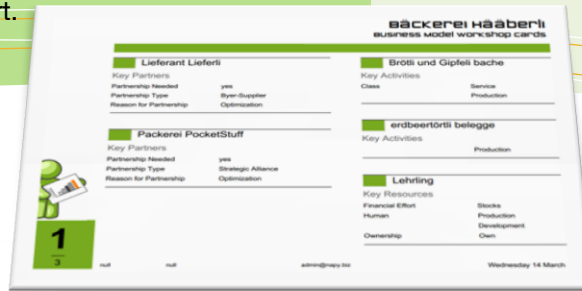 rt.
Bäckerei Hääberli
Business Model workshop cards
Lieferant Lieferli
Key Partners
Partnership Needed yes
Partnership Type Byer-Supplier
Reason for Partnership Optimization
Packerei PocketStuff
Key Partners
Partnership Needed yes
Partnership Type Strategic Alliance
Reason for Partnership Optimization
Brötli und Gipfeli bache
Key Activities
Class Service
Production
erdbeertörtli belegge
Key Activities
Production
Lehrling
Key Resources
Financial Effort Stocks
Human Production
Development
Ownership Own
1
3
null null admin@napy.biz Wednesday 14 March